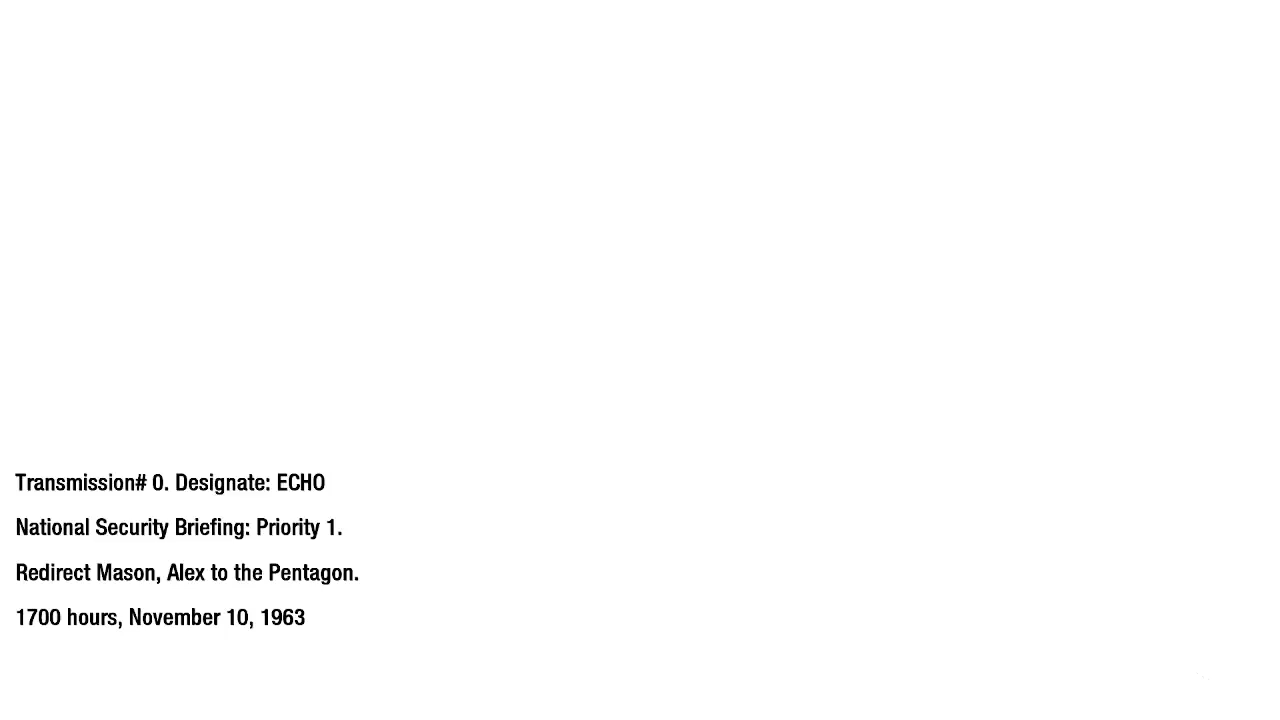 Transmission# 0. Designate: ECHO
National Security Briefing: Priority 1.
Redirect Mason, Alex to the Pentagon.
1700 hours, November 10, 1963